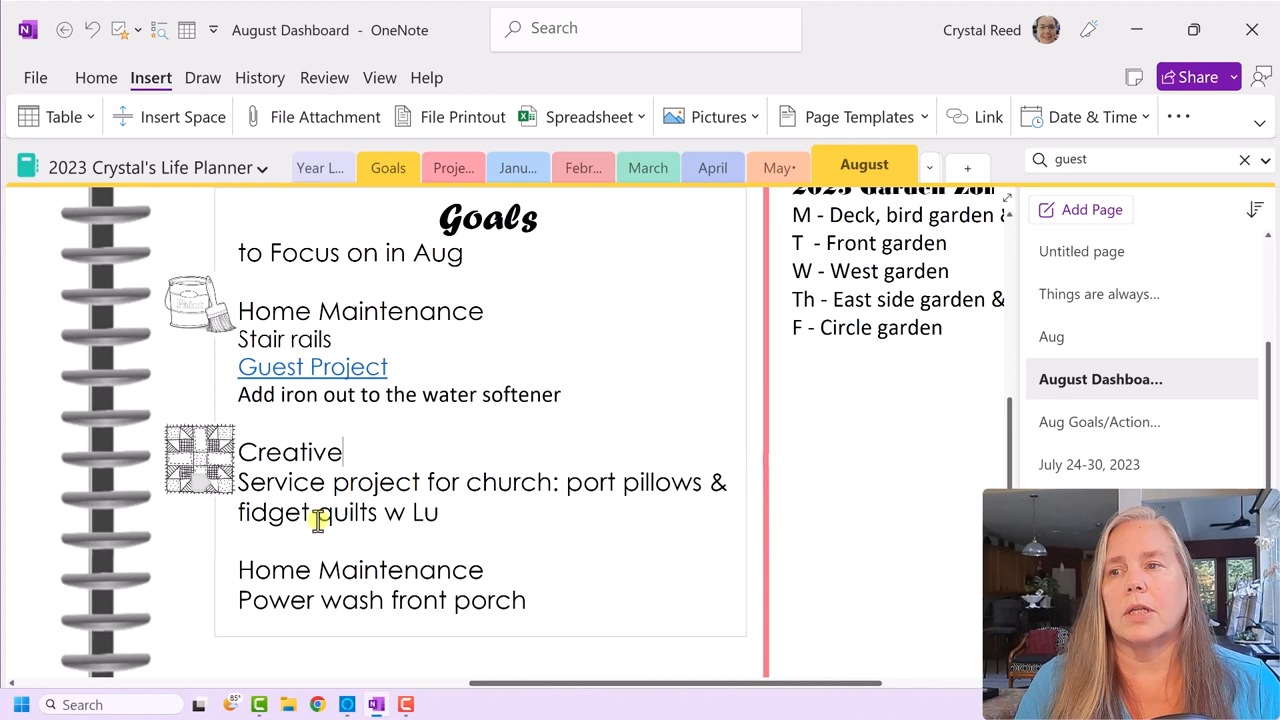 August Dashboard - OneNote
Search
Crystal Reed
File
Home
Insert
Draw
History
Review
View
Help
Share
Table
Insert Space
File Attachment
File Printout
Spreadsheet
Pictures
Page Templates
Link
Date & Time
2023 Crystal's Life Planner
Year L...
Goals
Proje...
Janu...
Febr...
March
April
May
August
guest
Goals
to Focus on in Aug
Home Maintenance
Stair rails
Guest Project
Add iron out to the water softener
Creative
Service project for church: port pillows &
fidget quilts w Lu
Home Maintenance
Power wash front porch
2023 Garden Zon
M - Deck, bird garden &
T - Front garden
W - West garden
Th - East side garden &
F - Circle garden
Add Page
Untitled page
Things are always...
Aug
August Dashboa...
Aug Goals/Action...
July 24-30, 2023
Search
85°